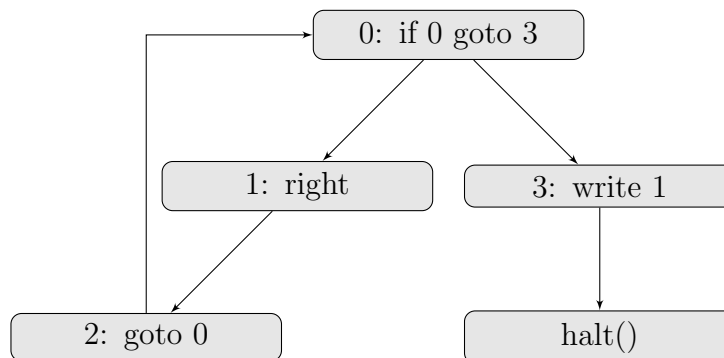 0: if 0 goto 3
1: right
3: write 1
2: goto 0
halt()